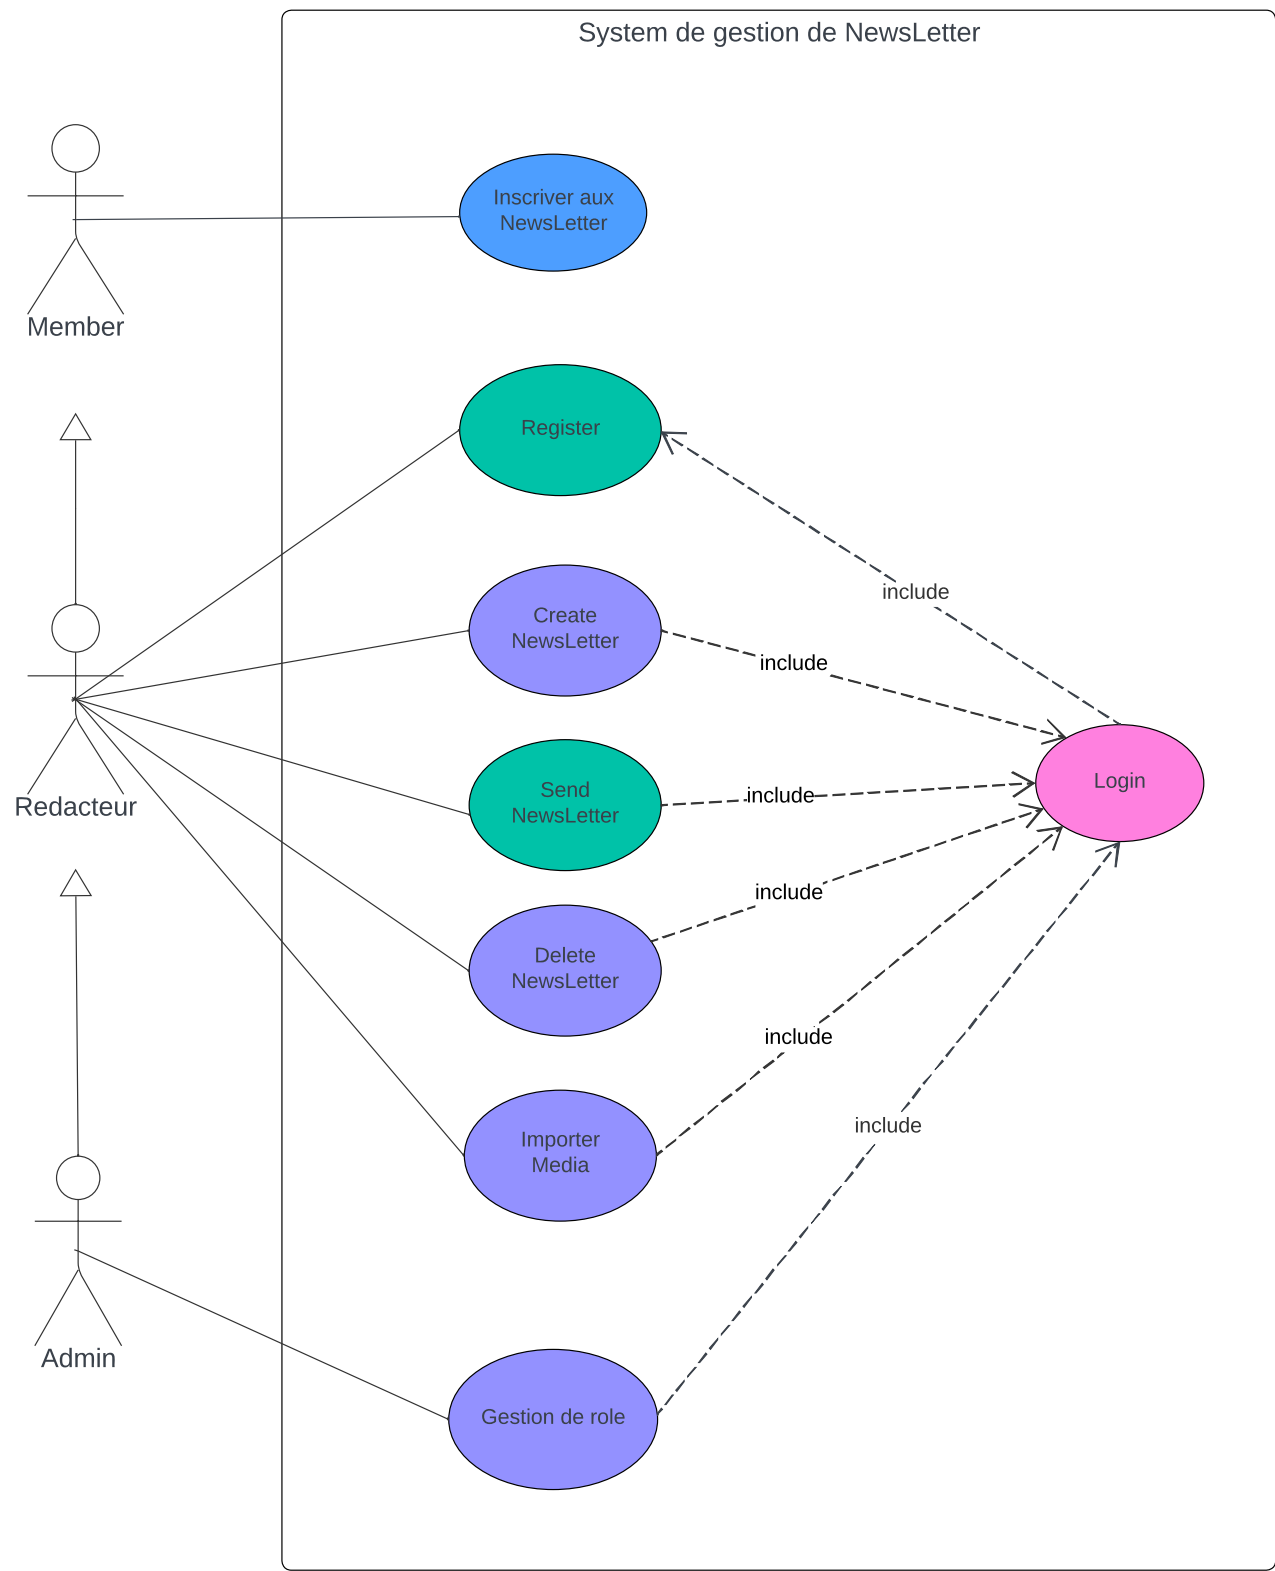 System de gestion de NewsLetter
Inscriver aux
NewsLetter
Member
Register
include
Create
NewsLetter
include
Redacteur
Send
NewsLetter
include
Login
Delete
NewsLetter
include
include
Importer
Media
include
Admin
Gestion de role